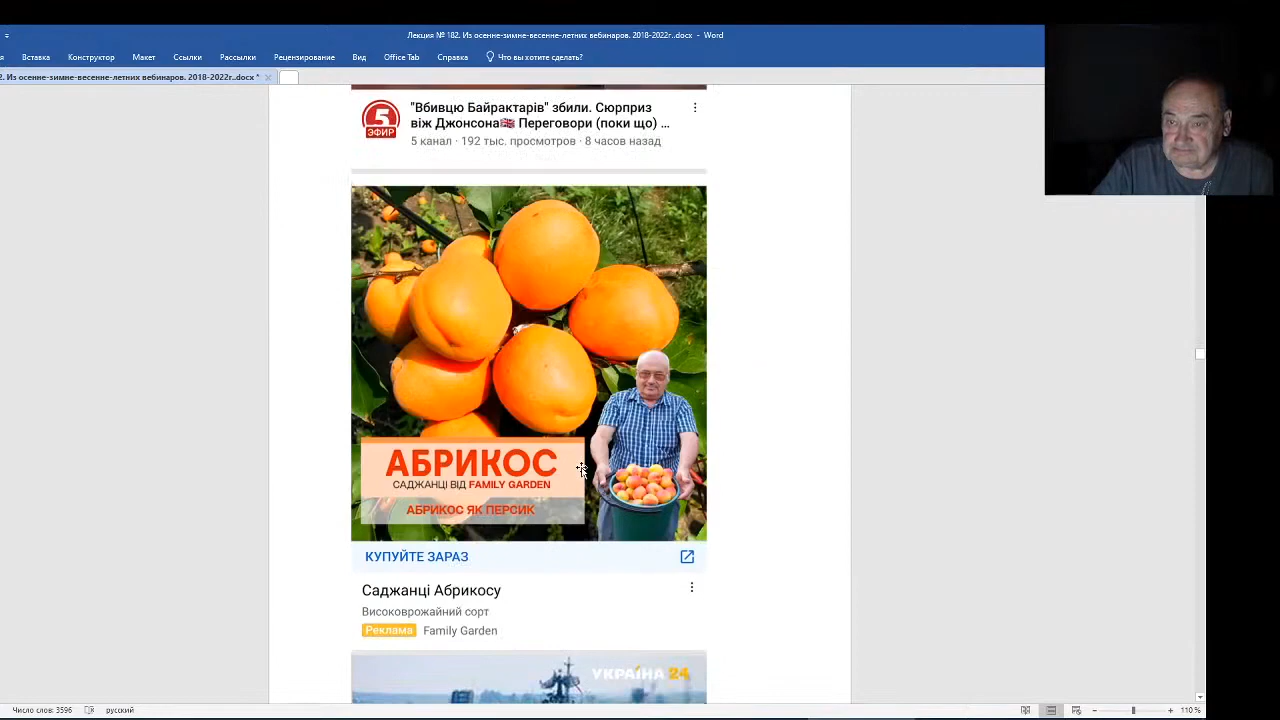 Лекция № 182. Из осенне-зимне-весенне-летних вебинаров. 2018-2022г..docx - Word
Вставка Конструктор Макет Ссылки Рассылки Рецензирование Вид Office Tab Справка Что вы хотите сделать?
2. Из осенне-зимне-весенне-летних вебинаров. 2018-2022г..docx *
5
ЭФИР
"Вбивцю Байрактарів" збили. Сюрприз
віж Джонсона🇬🇧 Переговори (поки що) ...
5 канал · 192 тыс. просмотров · 8 часов назад
АБРИКОС
САДЖАНЦІ ВІД FAMILY GARDEN
АБРИКОС ЯК ПЕРСИК
КУПУЙТЕ ЗАРАЗ
Саджанці Абрикосу
Високоврожайний сорт
Реклама Family Garden
УКРАЇНА 24
Число слов: 3596 русский 110 %